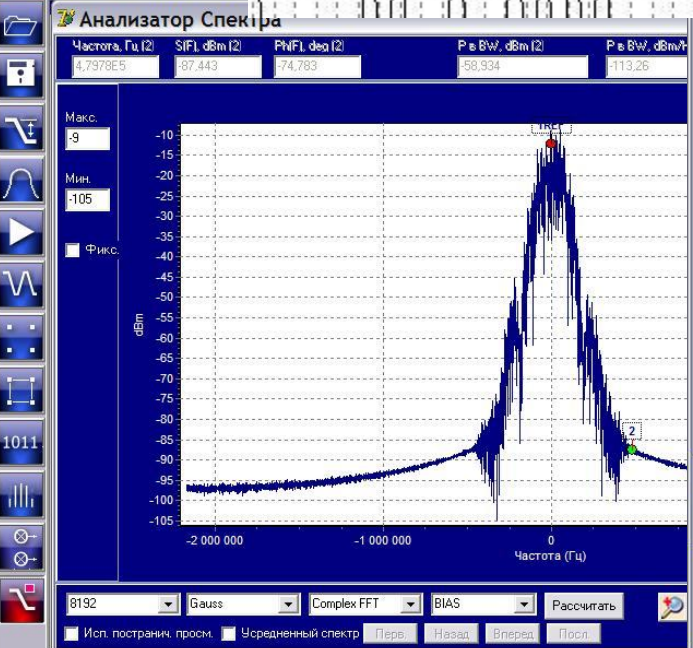 Анализатор Спектра
Частота, Гц (2) S(F), dBm (2) Ph(F), deg (2) P в BW, dBm (2) P в BW, dBm/H
4,7978E5 -87,443 -74,783 -58,934 -113,26
Макс.
-9
Мин.
-105
Фикс.
dBm
-10
-15
-20
-25
-30
-35
-40
-45
-50
-55
-60
-65
-70
-75
-80
-85
-90
-95
-100
-105
1REF
2
-2 000 000 -1 000 000 0
Частота (Гц)
1011
8192 Gauss Complex FFT BIAS Рассчитать
Исп. постранич. просм. Усредненный спектр Перв. Назад Вперед Посл.